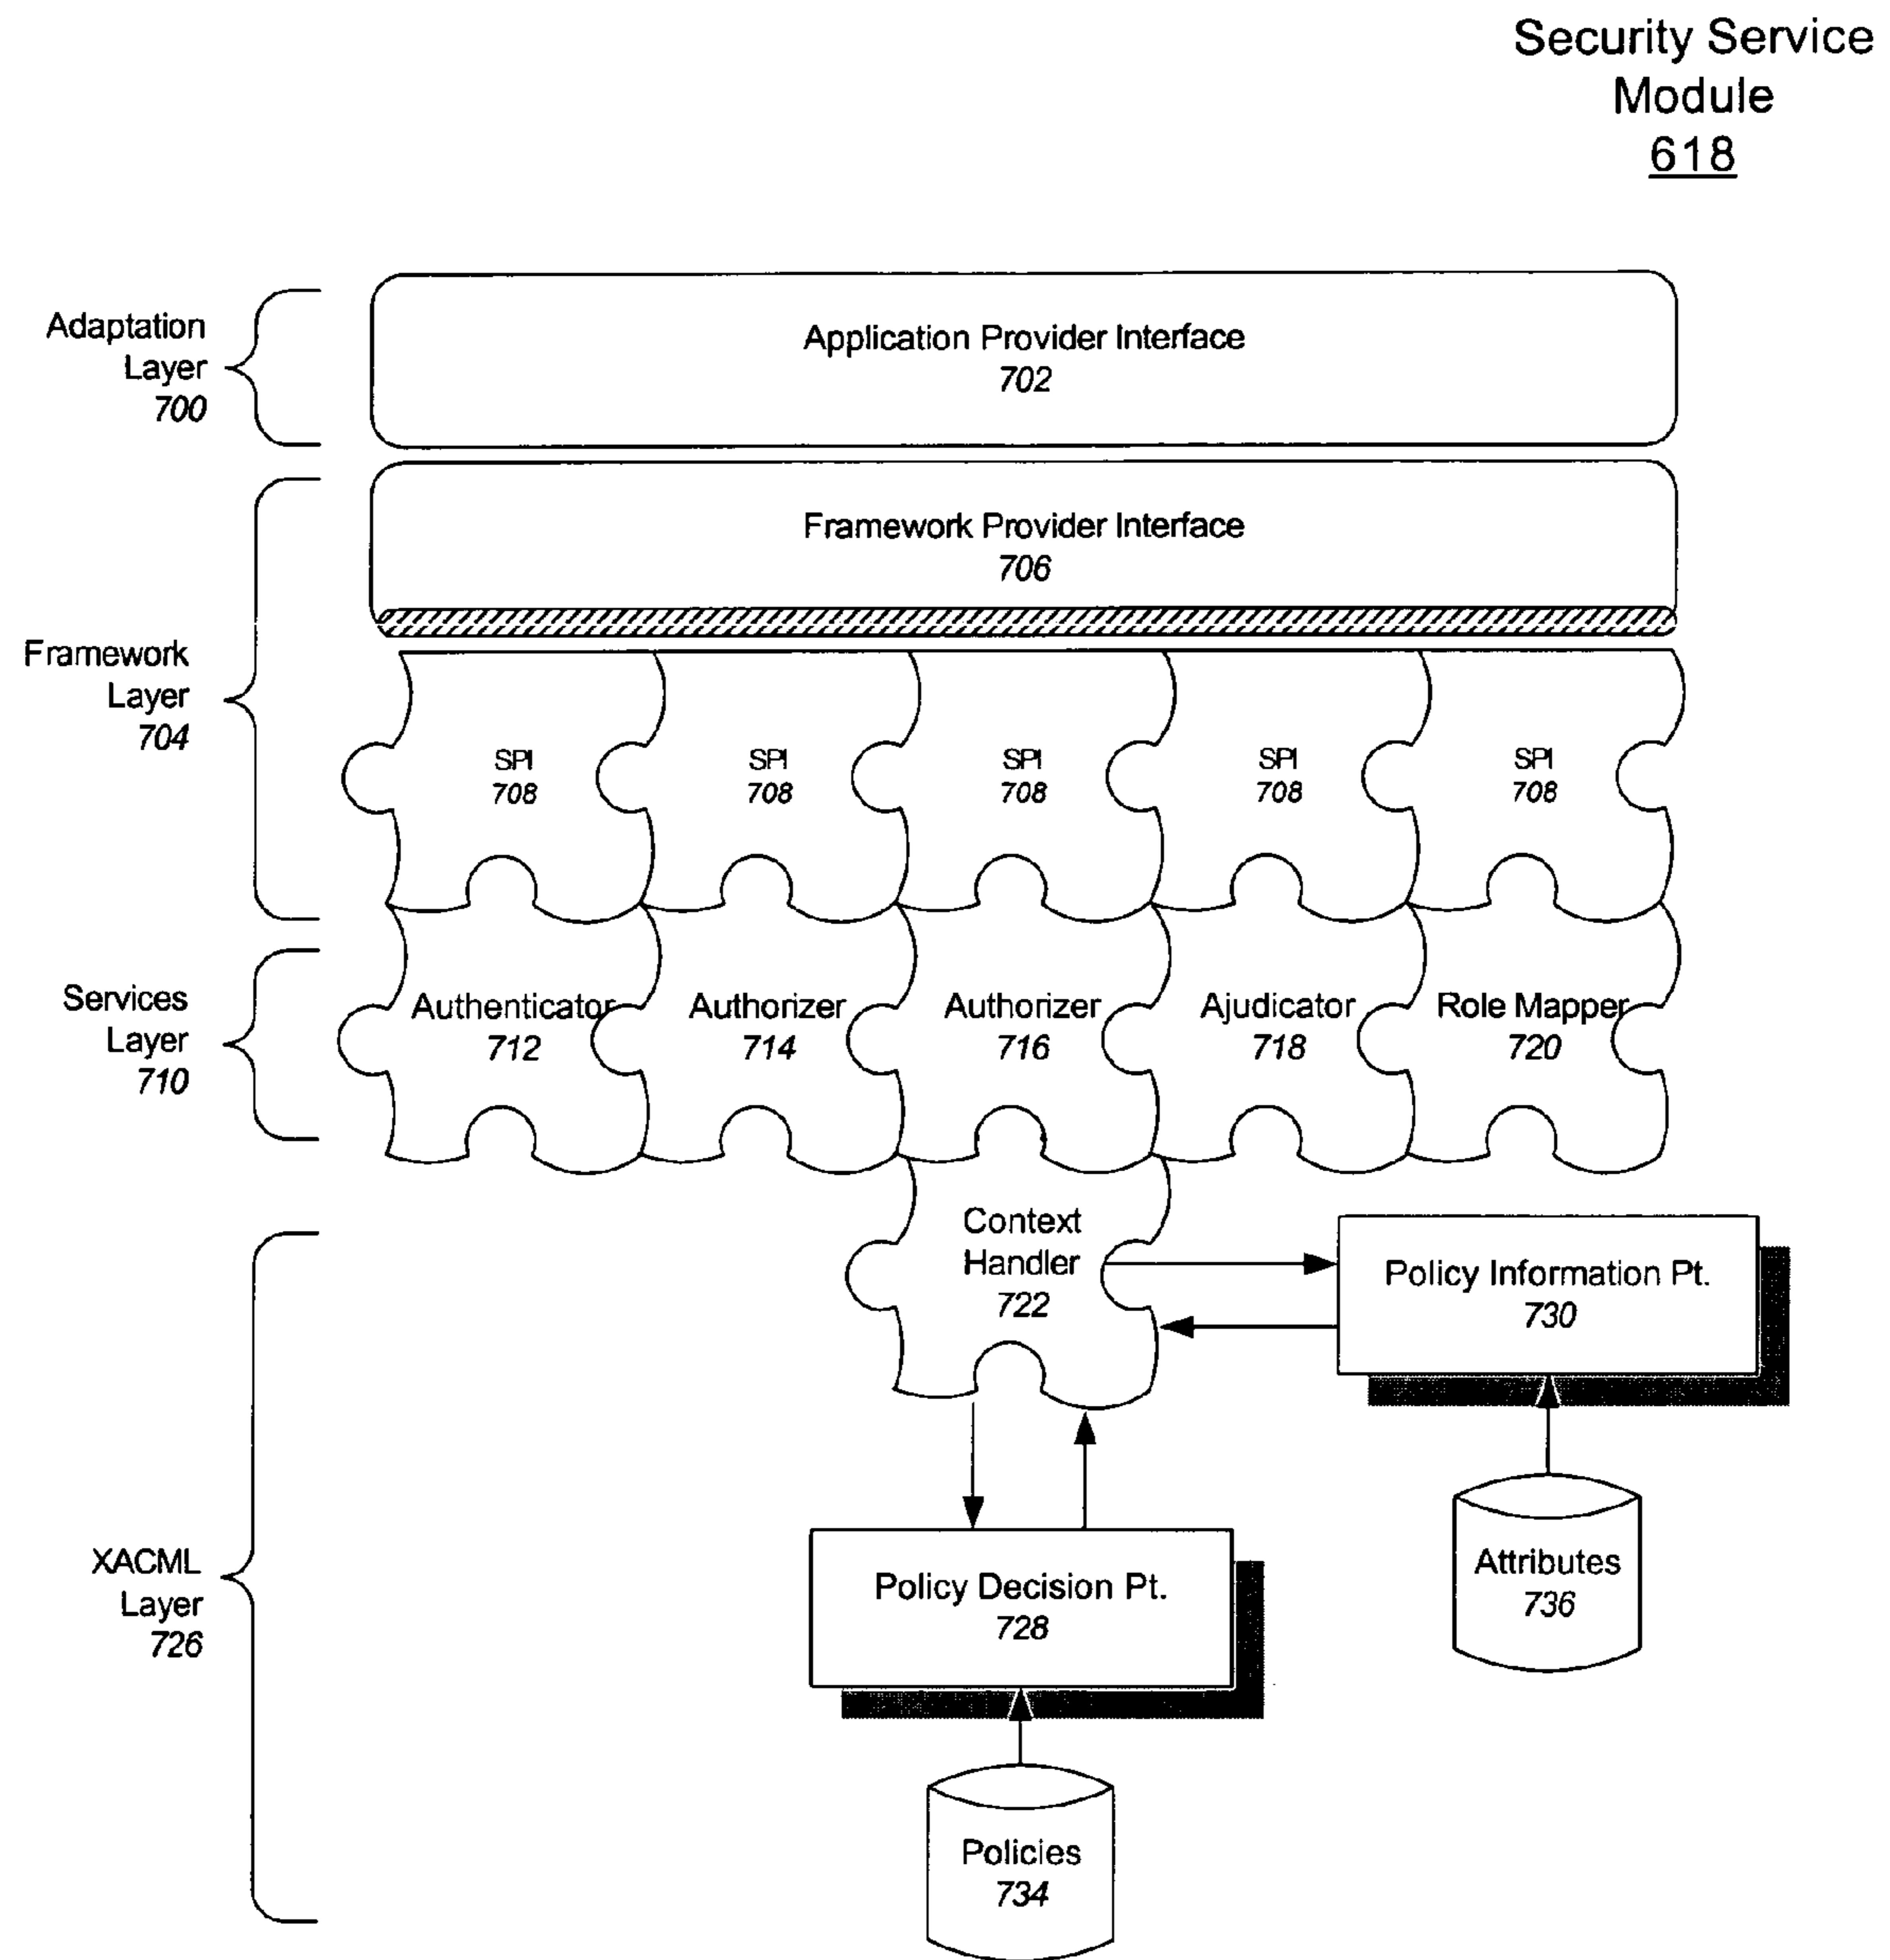 Security Service
Module
618
Adaptation
Layer
700
Application Provider Interface
702
Framework Provider Interface
706
Framework
Layer
704
SPI
708
SPI
708
SPI
708
SPI
708
SPI
708
Services
Layer
710
Authenticator
712
Authorizer
714
Authorizer
716
Ajudicator
718
Role Mapper
720
Context
Handler
722
Policy Information Pt.
730
XACML
Layer
726
Policy Decision Pt.
728
Attributes
736
Policies
734